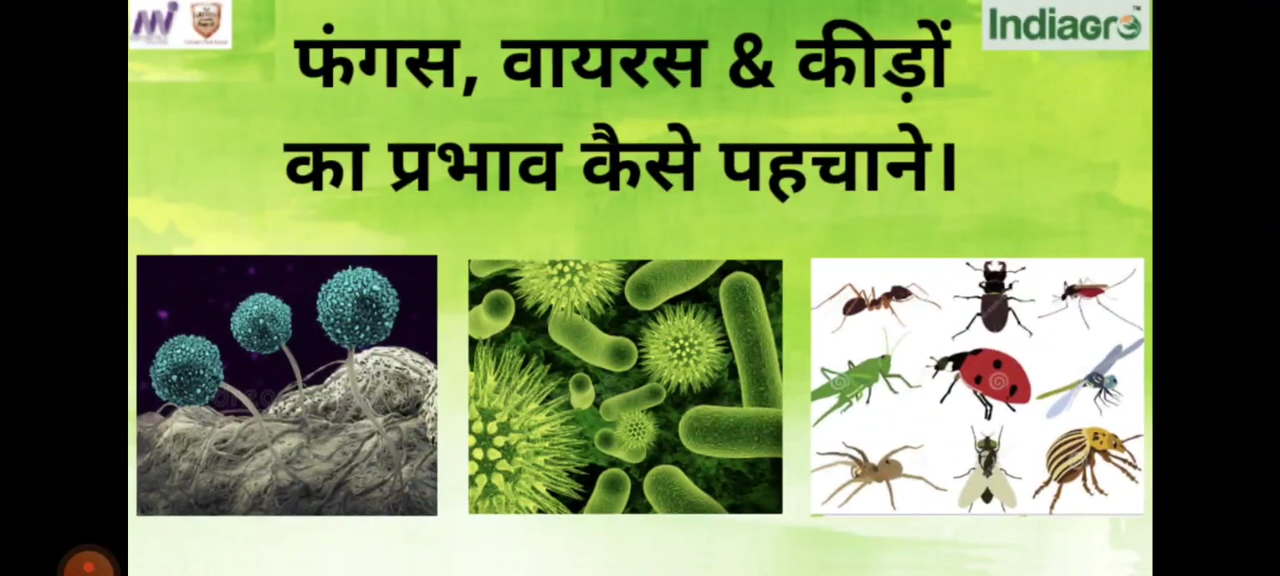 Indiagro
फंगस, वायरस & कीड़ों
का प्रभाव कैसे पहचाने।